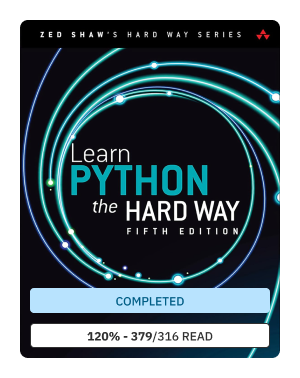 ZED SHAW'S HARD WAY SERIES
Learn
PYTHON
the HARD WAY
FIFTH EDITION
COMPLETED
120% - 379/316 READ